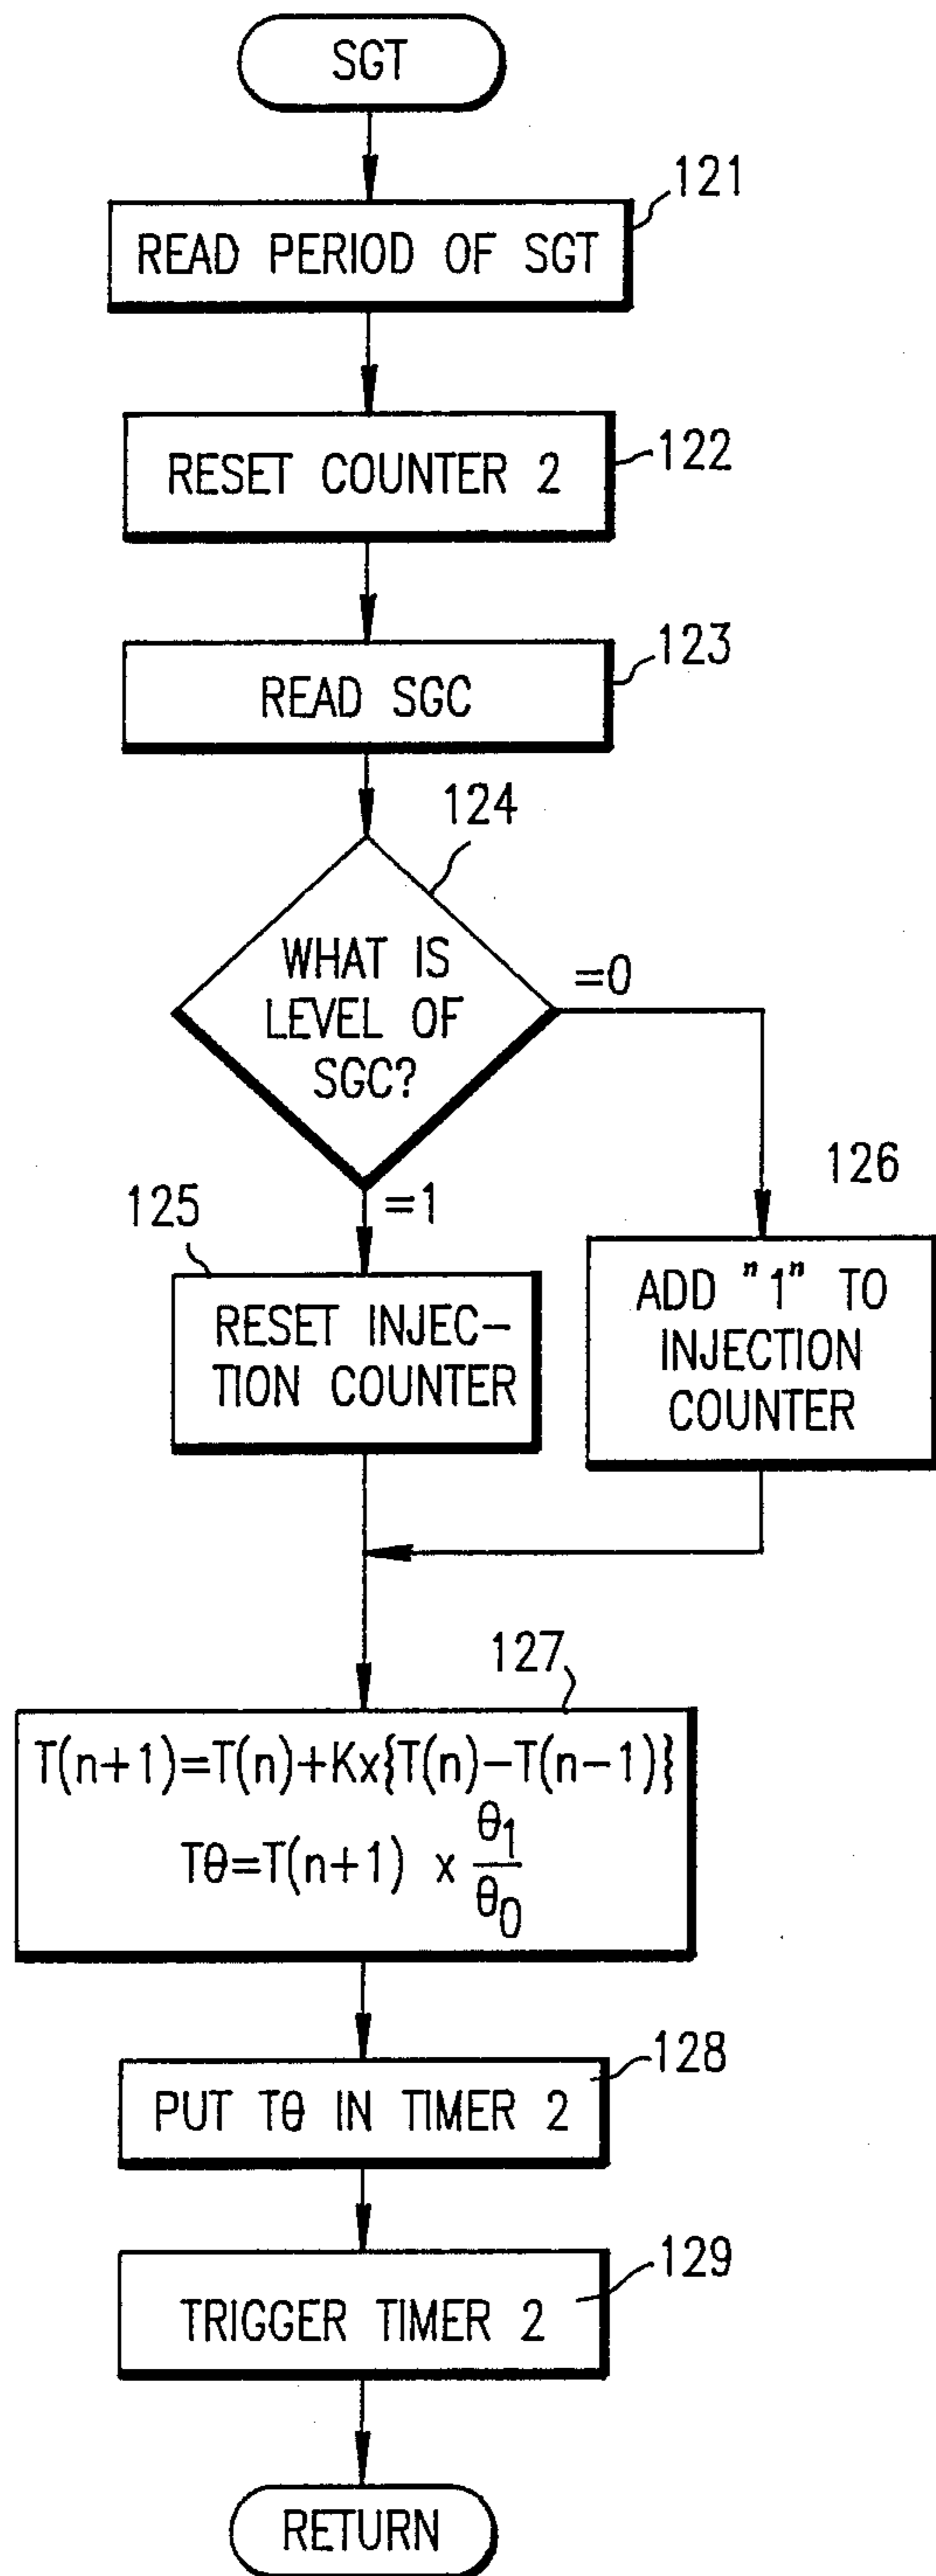 SGT
121
READ PERIOD OF SGT
122
RESET COUNTER 2
123
READ SGC
124
WHAT IS
LEVEL OF
SGC?
=0
=1
125
RESET INJEC-
TION COUNTER
126
ADD "1" TO
INJECTION
COUNTER
127
T(n+1)=T(n)+Kx{T(n)-T(n-1)}
Tθ=T(n+1) x θ1/θ0
128
PUT Tθ IN TIMER 2
129
TRIGGER TIMER 2
RETURN